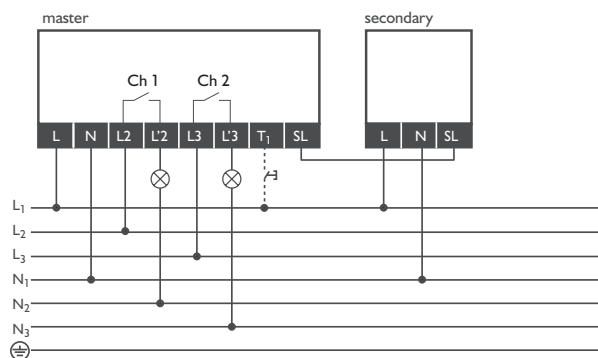 master secondary
Ch 1 Ch 2
L N L2 L'2 L3 L'3 T1 SL L N SL
L1
L2
L3
N1
N2
N3